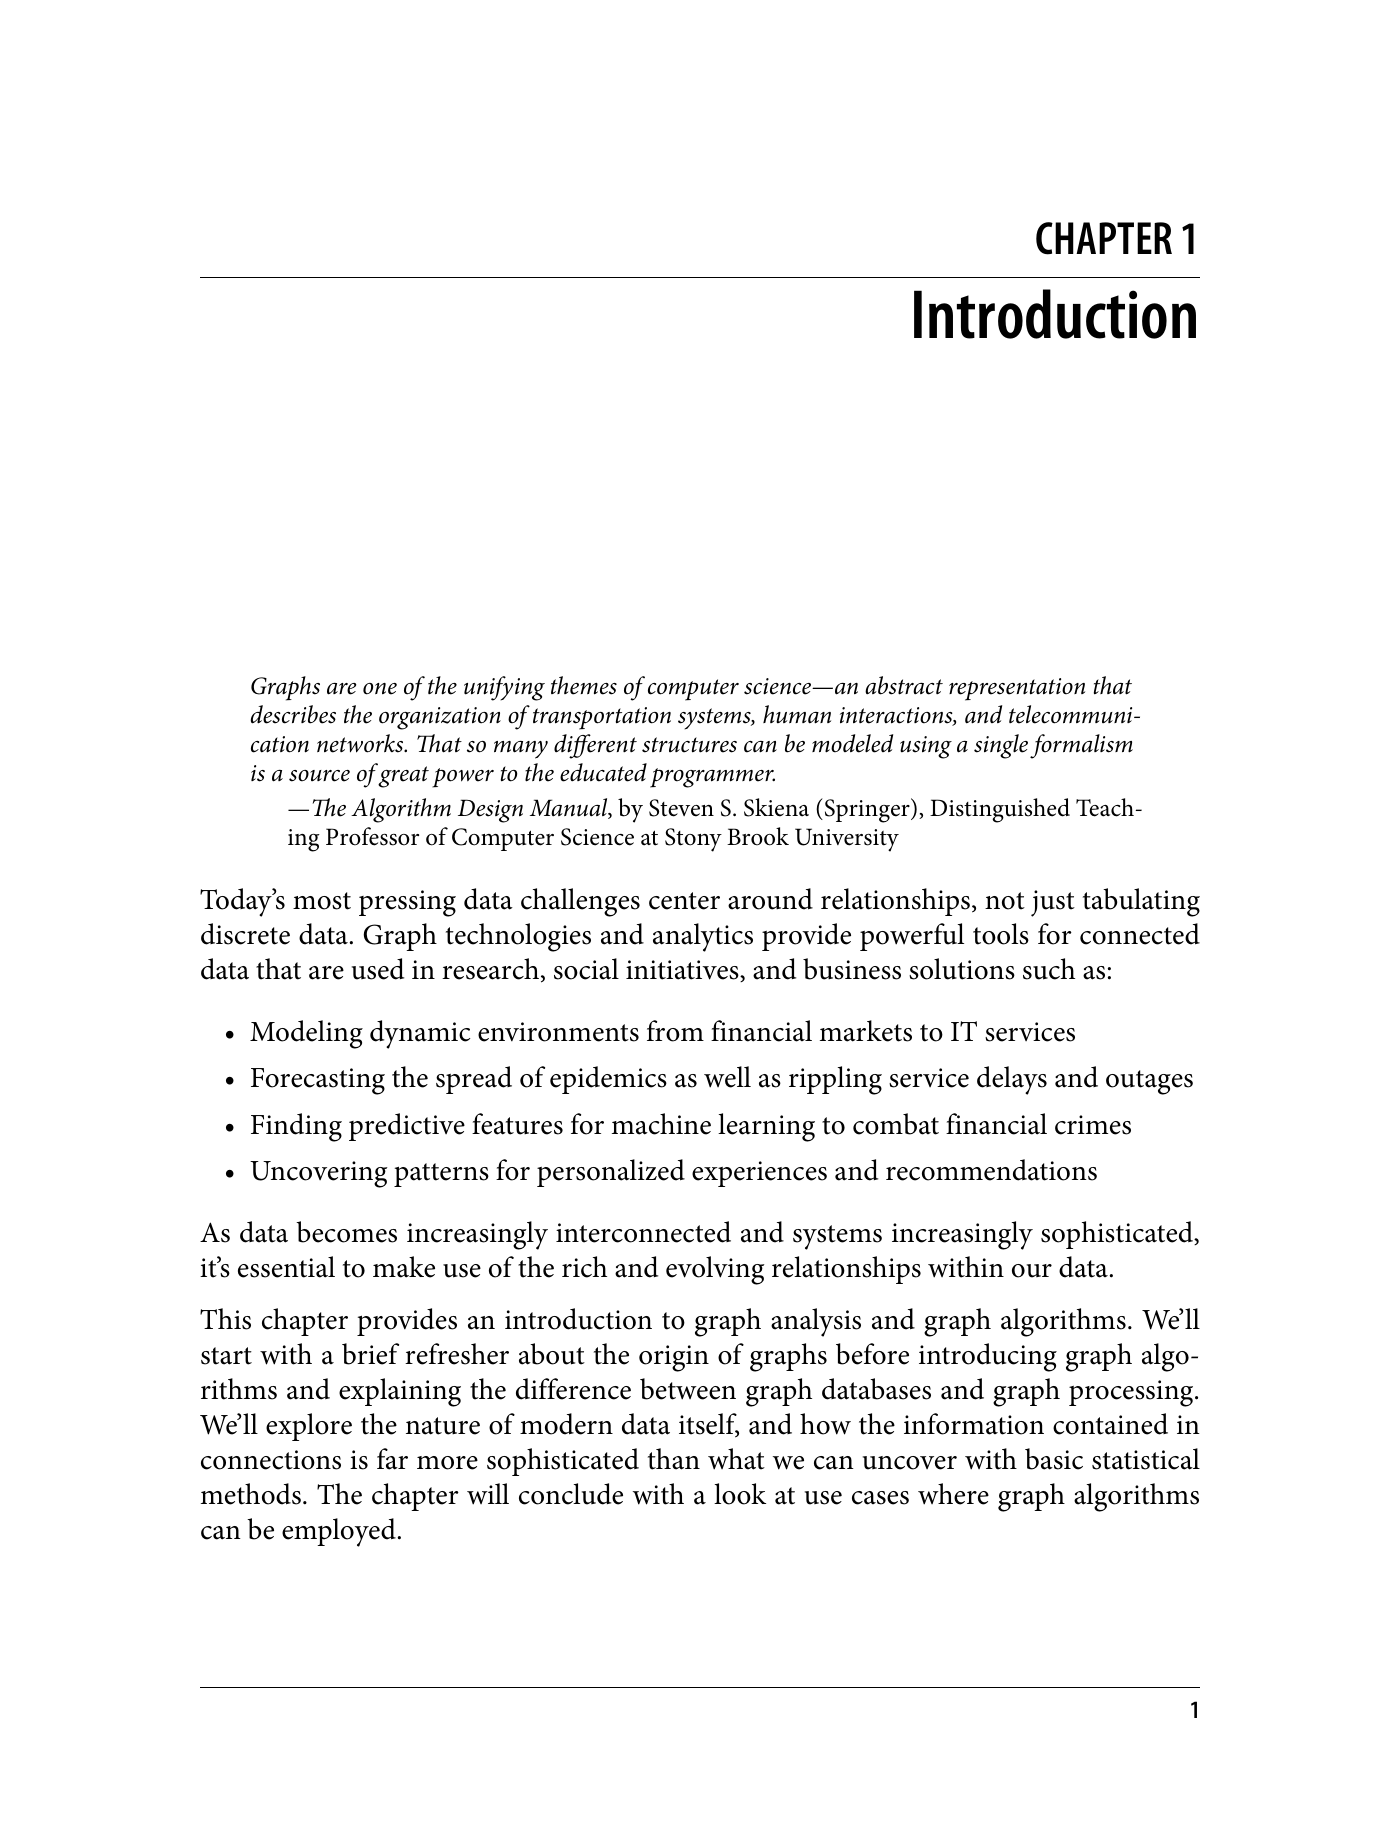 CHAPTER 1
Introduction
Graphs are one of the unifying themes of computer science—an abstract representation that
describes the organization of transportation systems, human interactions, and telecommuni-
cation networks. That so many different structures can be modeled using a single formalism
is a source of great power to the educated programmer.
—The Algorithm Design Manual, by Steven S. Skiena (Springer), Distinguished Teach-
ing Professor of Computer Science at Stony Brook University
Today’s most pressing data challenges center around relationships, not just tabulating
discrete data. Graph technologies and analytics provide powerful tools for connected
data that are used in research, social initiatives, and business solutions such as:
• Modeling dynamic environments from financial markets to IT services
• Forecasting the spread of epidemics as well as rippling service delays and outages
• Finding predictive features for machine learning to combat financial crimes
• Uncovering patterns for personalized experiences and recommendations
As data becomes increasingly interconnected and systems increasingly sophisticated,
it’s essential to make use of the rich and evolving relationships within our data.
This chapter provides an introduction to graph analysis and graph algorithms. We’ll
start with a brief refresher about the origin of graphs before introducing graph algo-
rithms and explaining the difference between graph databases and graph processing.
We’ll explore the nature of modern data itself, and how the information contained in
connections is far more sophisticated than what we can uncover with basic statistical
methods. The chapter will conclude with a look at use cases where graph algorithms
can be employed.
1